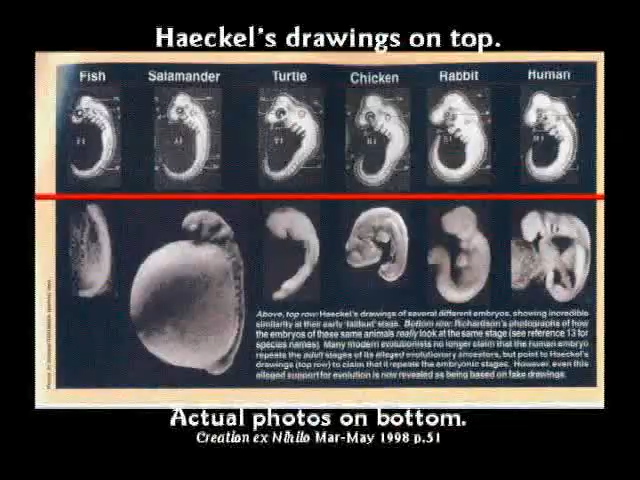 Haeckel's drawings on top.
Fish Salamander Turtle Chicken Rabbit Human
Above, top row: Haeckel's drawings of several different embryos, showing incredible
similarity at their early 'tailbud' stage. Bottom row: Richardson's photographs of how
the embryos of these same animals really look at the same stage (see reference 13 for
species names). Many modern evolutionists no longer claim that the human embryo
repeats the adult stages of its alleged evolutionary ancestors, but point to Haeckel's
drawings (top row) to claim that it repeats the embryonic stages. However, even this
alleged support for evolution is now revealed as being based on fake drawings.
Actual photos on bottom.
Creation ex Nihilo Mar-May 1998 p.51